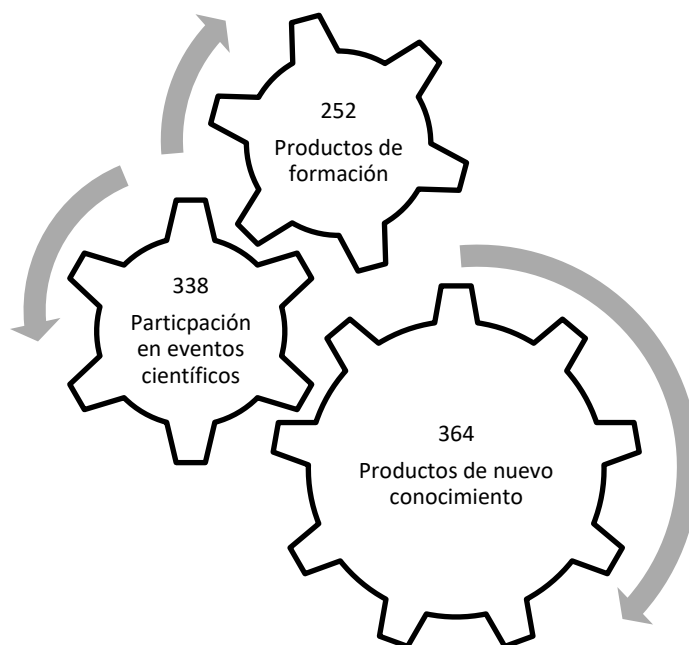 252
Productos de
formación
338
Particpación
en eventos
científicos
364
Productos de nuevo
conocimiento